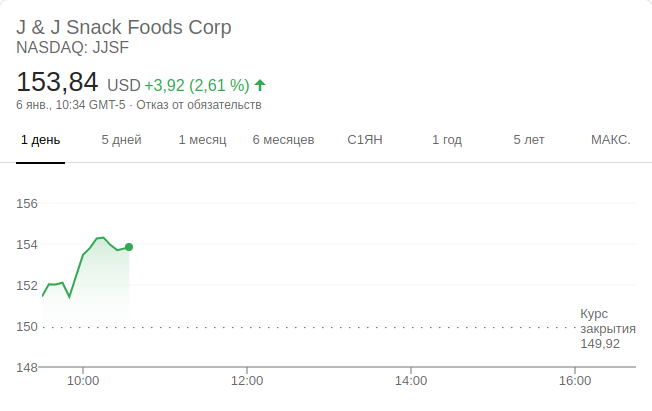 J & J Snack Foods Corp
NASDAQ: JJSF
153,84 USD +3,92 (2,61 %)
6 янв., 10:34 GMT-5 · Отказ от обязательств
1 день 5 дней 1 месяц 6 месяцев С1ЯН 1 год 5 лет МАКС.
156
154
152
150
Курс
закрытия
149,92
148
10:00 12:00 14:00 16:00